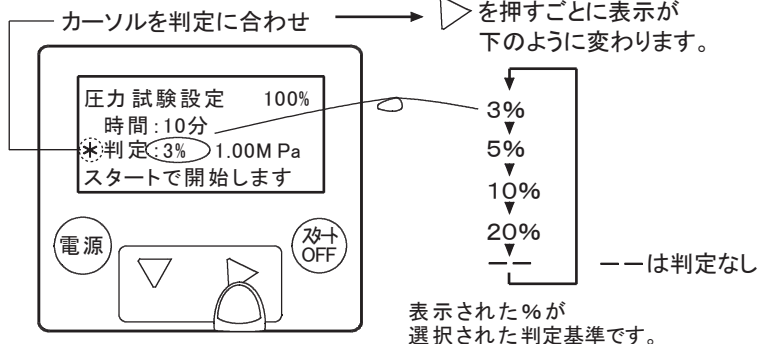 カーソルを判定に合わせ
▷を押すごとに表示が
下のように変わります。
圧力試験設定 100%
時間:10分
*判定:3% 1.00MPa
スタートで開始します
電源
▽
▷
スタート
OFF
3%
5%
10%
20%
−−
−−は判定なし
表示された%が
選択された判定基準です。